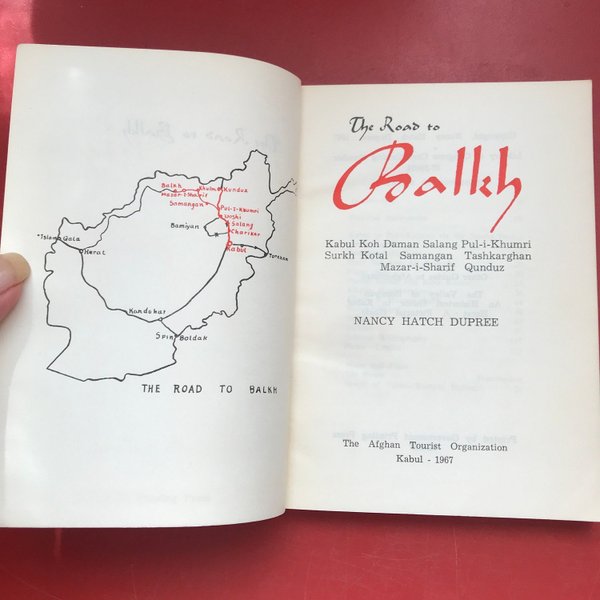 Balkh
Khulm
Kunduz
Mazar-i-Sharif
Samangan
Pul-i-Khumri
Doshi
Salang
Charikar
Bamiyan
Kabul
Torkham
Islam Qala
Herat
Kandahar
Spin Boldak
THE ROAD TO BALKH
The Road to
Balkh
Kabul Koh Daman Salang Pul-i-Khumri
Surkh Kotal Samangan Tashkarghan
Mazar-i-Sharif Qunduz
NANCY HATCH DUPREE
The Afghan Tourist Organization
Kabul - 1967